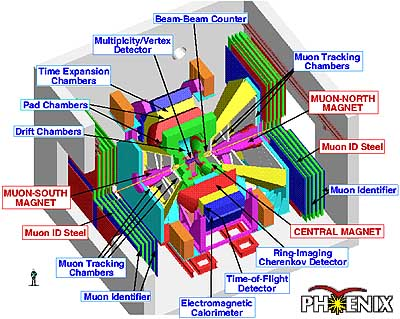 Beam-Beam Counter
Multiplicity/Vertex
Detector
Time Expansion
Chambers
Pad Chambers
Drift Chambers
Muon Tracking
Chambers
MUON-NORTH
MAGNET
Muon ID Steel
Muon Identifier
MUON-SOUTH
MAGNET
Muon ID Steel
CENTRAL MAGNET
Muon Tracking
Chambers
Ring-Imaging
Cherenkov Detector
Time-of-Flight
Detector
Muon Identifier
Electromagnetic
Calorimeter
PHENIX